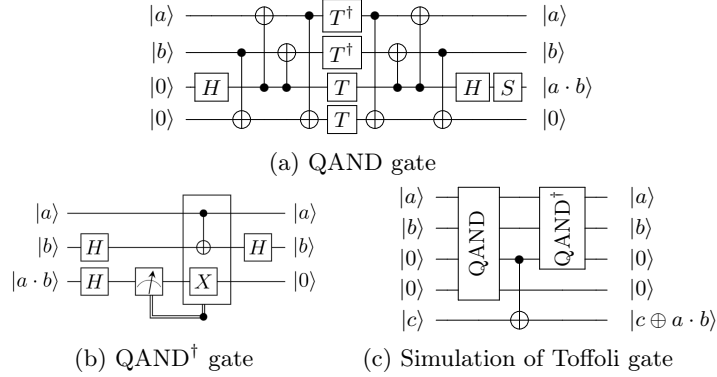 |a⟩ T† |a⟩
|b⟩ T† |b⟩
|0⟩ H T H S |a · b⟩
|0⟩ T |0⟩
(a) QAND gate
|a⟩ |a⟩
|b⟩ H H |b⟩
|a · b⟩ H X |0⟩
(b) QAND† gate
|a⟩ |a⟩
|b⟩ |b⟩
|0⟩ QAND QAND† |0⟩
|0⟩ |0⟩
|c⟩ |c ⊕ a · b⟩
(c) Simulation of Toffoli gate